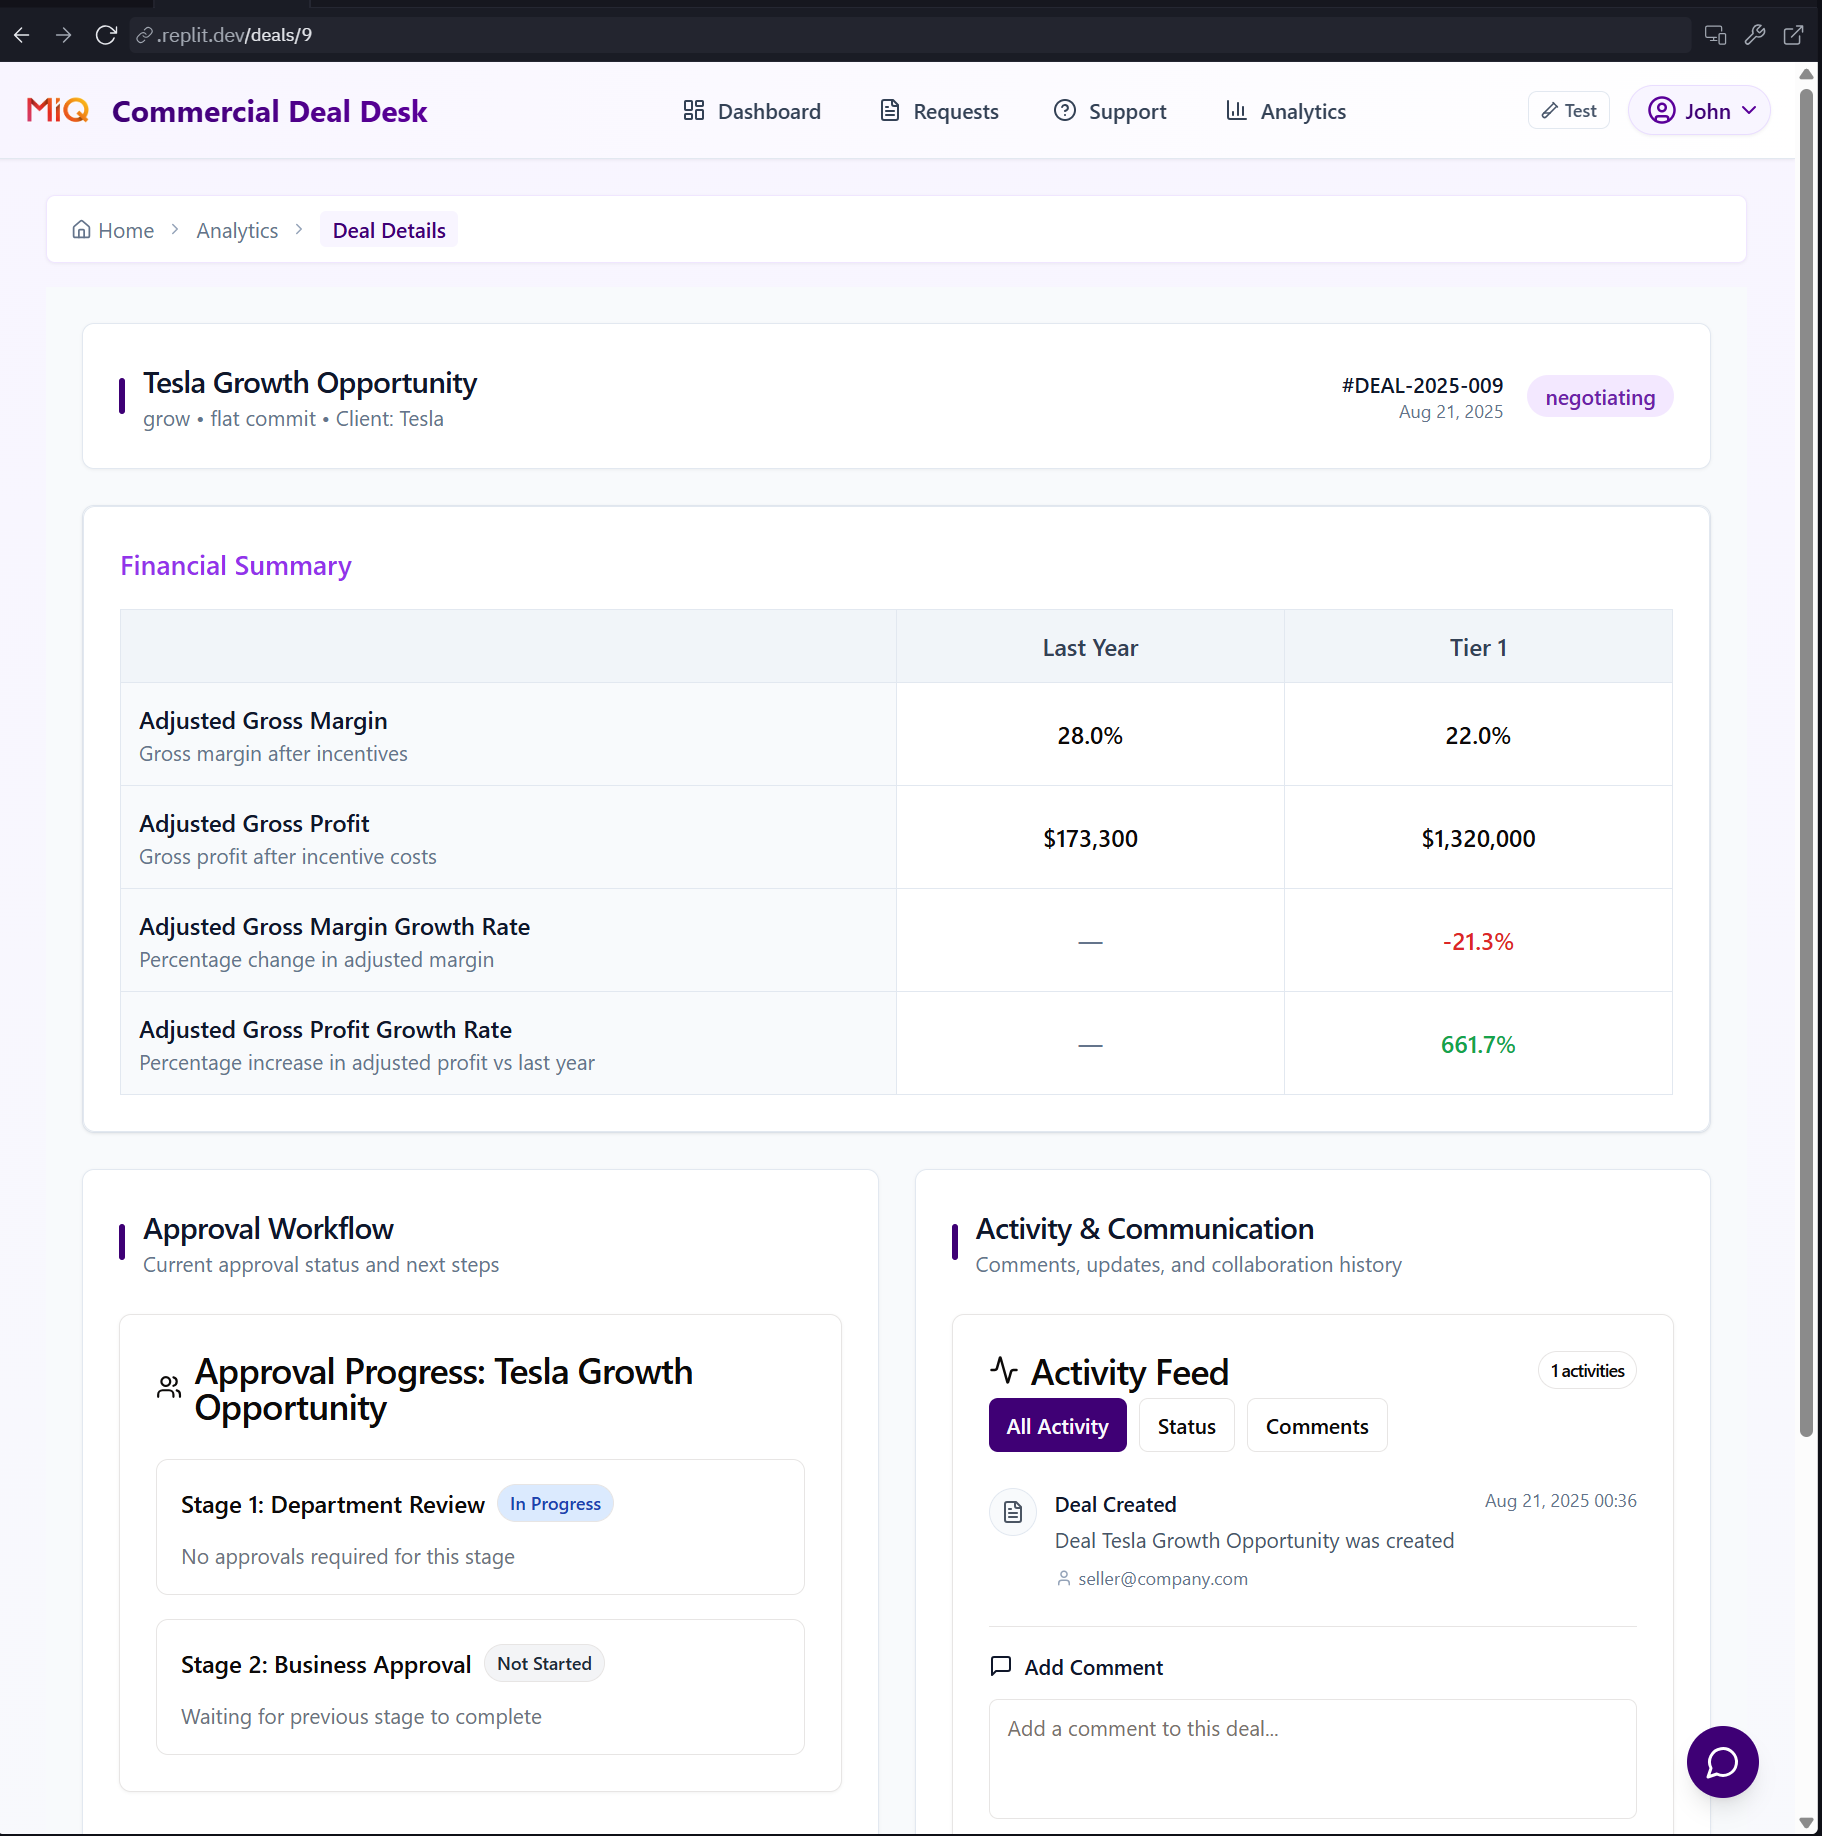 .replit.dev/deals/9
MiQ Commercial Deal Desk Dashboard Requests Support Analytics Test John
Home Analytics Deal Details
Tesla Growth Opportunity
grow • flat commit • Client: Tesla
#DEAL-2025-009
Aug 21, 2025
negotiating
Financial Summary
Last Year Tier 1
Adjusted Gross Margin
Gross margin after incentives
28.0% 22.0%
Adjusted Gross Profit
Gross profit after incentive costs
$173,300 $1,320,000
Adjusted Gross Margin Growth Rate
Percentage change in adjusted margin
— -21.3%
Adjusted Gross Profit Growth Rate
Percentage increase in adjusted profit vs last year
— 661.7%
Approval Workflow
Current approval status and next steps
Approval Progress: Tesla Growth
Opportunity
Stage 1: Department Review In Progress
No approvals required for this stage
Stage 2: Business Approval Not Started
Waiting for previous stage to complete
Activity & Communication
Comments, updates, and collaboration history
Activity Feed 1 activities
All Activity Status Comments
Deal Created Aug 21, 2025 00:36
Deal Tesla Growth Opportunity was created
seller@company.com
Add Comment
Add a comment to this deal...